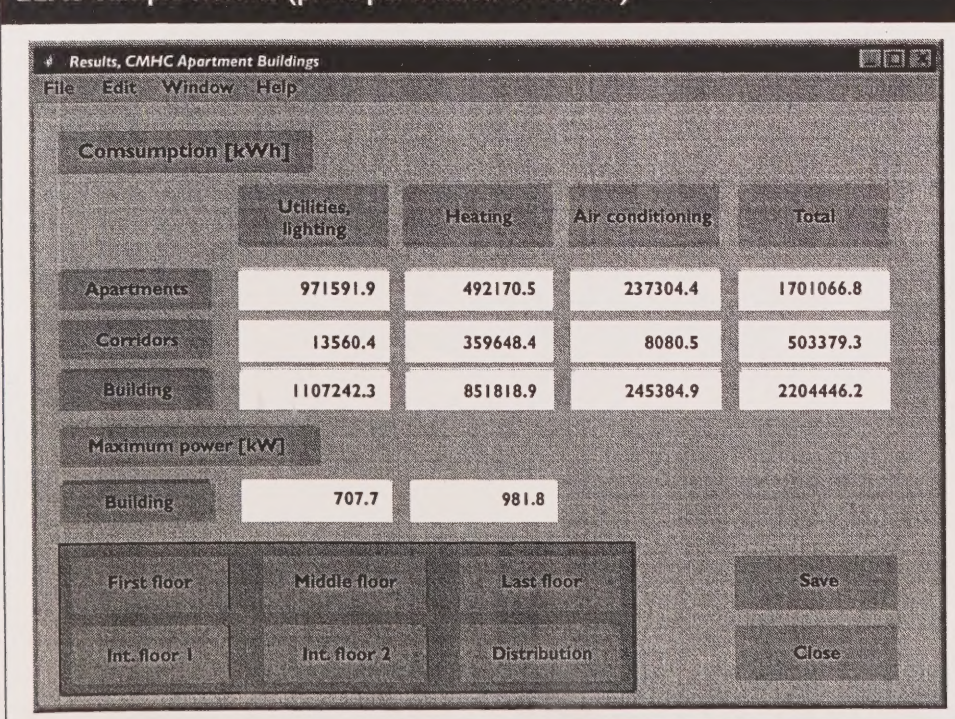 Results, CMHC Apartment Buildings
File Edit Window Help
Comsumption [kWh]
Utilities, lighting Heating Air conditioning Total
Apartments 971591.9 492170.5 237304.4 1701066.8
Corridors 13560.4 359648.4 8080.5 503379.3
Building 1107242.3 851818.9 245384.9 2204446.2
Maximum power [kW]
Building 707.7 981.8
First floor Middle floor Last floor Save
Int. floor 1 Int. floor 2 Distribution Close